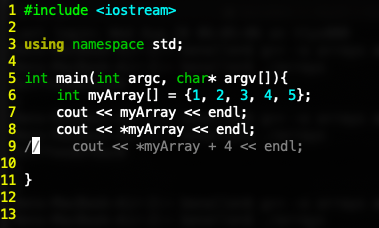 1 #include <iostream>
2
3 using namespace std;
4
5 int main(int argc, char* argv[]){
6     int myArray[] = {1, 2, 3, 4, 5};
7     cout << myArray << endl;
8     cout << *myArray << endl;
9 //    cout << *myArray + 4 << endl;
10
11 }
12
13